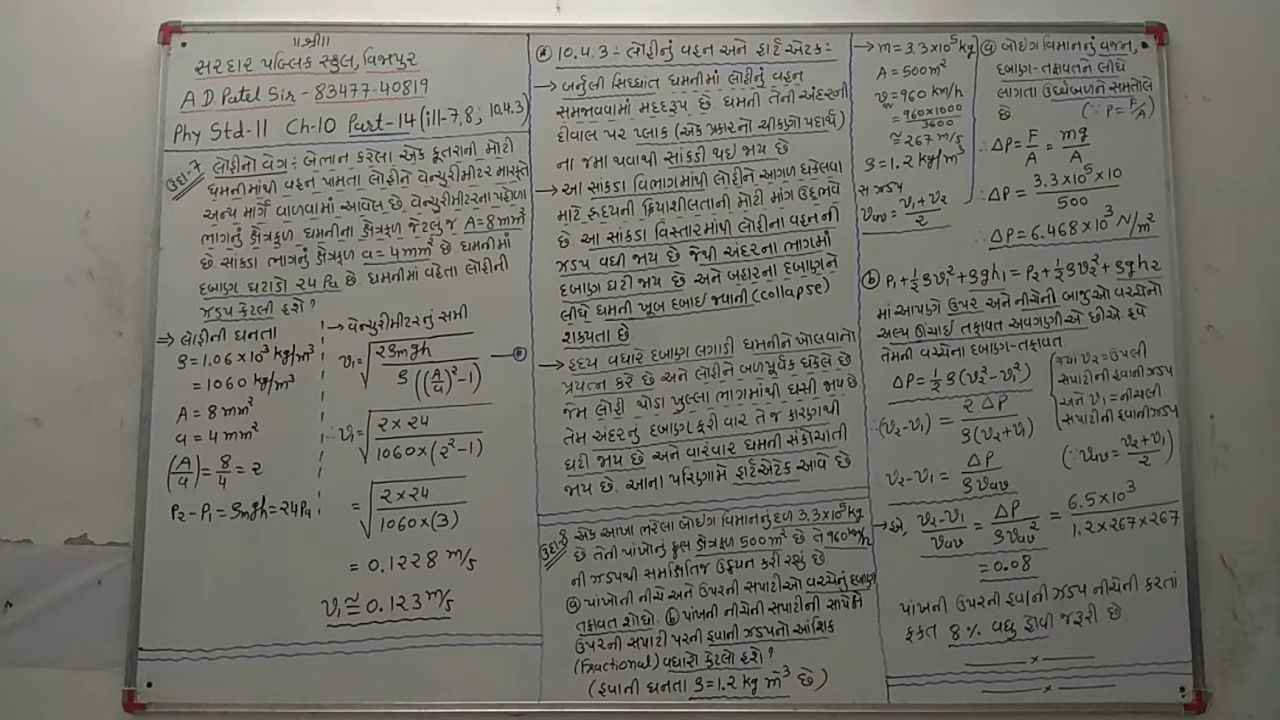 ॥શ્રી॥
સરદાર પબ્લિક સ્કુલ, વિજાપુર
A.D. Patel Sir - 83477-40819
Phy Std-11 Ch-10 Part-14 (ill-7,8; 10.4.3)
ઉદા-7 લોહીનો વેગ: બેભાન કરેલા એક કૂતરાની મોટી
ધમનીમાંથી વહન પામતા લોહીને વેન્ચુરીમીટર મારફતે
અન્ય માર્ગે વાળવામાં આવેલ છે. વેન્ચુરીમીટરના પહોળા
ભાગનું ક્ષેત્રફળ ધમનીના ક્ષેત્રફળ જેટલું જ A = 8 mm²
છે સાંકડા ભાગનું ક્ષેત્રફળ a = 4 mm² છે ધમનીમાં
દબાણ ઘટાડો 24 Pa છે. ધમનીમાં વહેતા લોહીની
ઝડપ કેટલી હશે?
⇒ લોહીની ઘનતા
ρ = 1.06 × 10³ kg/m³
= 1060 kg/m³
A = 8 mm²
a = 4 mm²
(A/a) = 8/4 = 2
P₂ - P₁ = ρmgh = 24Pa
→ વેન્ચુરીમીટરનું સમી
v₁ = √(2ρmgh / ρ((A/a)² - 1)) — *
∴ v₁ = √(2 × 24 / 1060 × (2² - 1))
= √(2 × 24 / 1060 × (3))
= 0.1228 m/s
v₁ ≅ 0.123 m/s
* 10.4.3 : લોહીનું વહન અને હાર્ટ એટેક :
→ બર્નુલી સિધ્ધાંત ધમનીમાં લોહીનું વહન
સમજવવામાં મદદરૂપ છે ધમની તેની અંદરની
દીવાલ પર પ્લાક (એક પ્રકારનો ચીકણો પદાર્થ)
ના જમા થવાથી સાંકડી થઇ જાય છે
→ આ સાંકડા વિભાગમાંથી લોહીને આગળ ધકેલવા
માટે હૃદયની ક્રિયાશીલતાની મોટી માંગ ઉદ્દભવે
છે આ સાંકડા વિસ્તારમાંથી લોહીના વહનની
ઝડપ વધી જાય છે જેથી અંદરના ભાગમાં
દબાણ ઘટી જાય છે અને બહારના દબાણને
લીધે ધમની ખૂબ દબાઇ જવાની (collapse)
શક્યતા છે
→ હૃદય વધારે દબાણ લગાડી ધમનીને ખોલવાનો
પ્રયત્ન કરે છે અને લોહીને બળપૂર્વક ધકેલે છે
જેમ લોહી થોડા ખુલ્લા ભાગમાંથી ધસી જાય છે
તેમ અંદરનું દબાણ ફરી વાર તે જ કારણથી
ઘટી જાય છે અને વારંવાર ધમની સંકોચાતી
જાય છે. આના પરિણામે હાર્ટએટેક આવે છે
ઉદા-8 એક આખા ભરેલા બોઇંગ વિમાનનું દળ 3.3×10⁵ kg
છે તેની પાંખોનું કુલ ક્ષેત્રફળ 500 m² છે તે 960 km/h
ની ઝડપથી સમક્ષિતિજ ઉડ્ડયન કરી રહ્યું છે.
(a) પાંખોની નીચે અને ઉપરની સપાટીઓ વચ્ચેનું દબાણ
તફાવત શોધો. (b) પાંખની નીચેની સપાટીની સાપેક્ષે
ઉપરની સપાટી પરની હવાની ઝડપનો આંશિક
(Fractional) વધારો કેટલો હશે?
(હવાની ઘનતા ρ = 1.2 kg m⁻³ છે)
→ m = 3.3×10⁵ kg
A = 500 m²
vav = 960 km/h
= 960×1000/3600
≅ 267 m/s
ρ = 1.2 kg/m³
સ. ઝડપ
vav = v₁ + v₂ / 2
(a) બોઇંગ વિમાનનું વજન,
દબાણ-તફાવતને લીધે
લાગતા ઉર્ધ્વબળને સમતોલે
છે. (∵ P = F/A)
∴ ΔP = F/A = mg/A
∴ ΔP = 3.3×10⁵×10 / 500
∴ ΔP = 6.468×10³ N/m²
(b) P₁ + ½ρv₁² + ρgh₁ = P₂ + ½ρv₂² + ρgh₂
માં આપણે ઉપર અને નીચેની બાજુઓ વચ્ચેનો
અલ્પ ઊંચાઇ તફાવત અવગણીએ છીએ હવે
તેમની વચ્ચેના દબાણ-તફાવત
ΔP = ½ρ(v₂² - v₁²)
∴ (v₂ - v₁) = 2ΔP / ρ(v₂ + v₁)
જ્યાં v₂ = ઉપલી
સપાટીની હવાની ઝડપ
અને v₁ = નીચલી
સપાટીની હવાની ઝડપ
v₂ - v₁ = ΔP / ρvav
(∵ vav = v₂ + v₁ / 2)
→ હવે, v₂ - v₁ / vav = ΔP / ρvav² = 6.5×10³ / 1.2×267×267
= 0.08
પાંખની ઉપરની હવાની ઝડપ નીચેની કરતાં
ફકત 8% વધુ હોવી જરૂરી છે